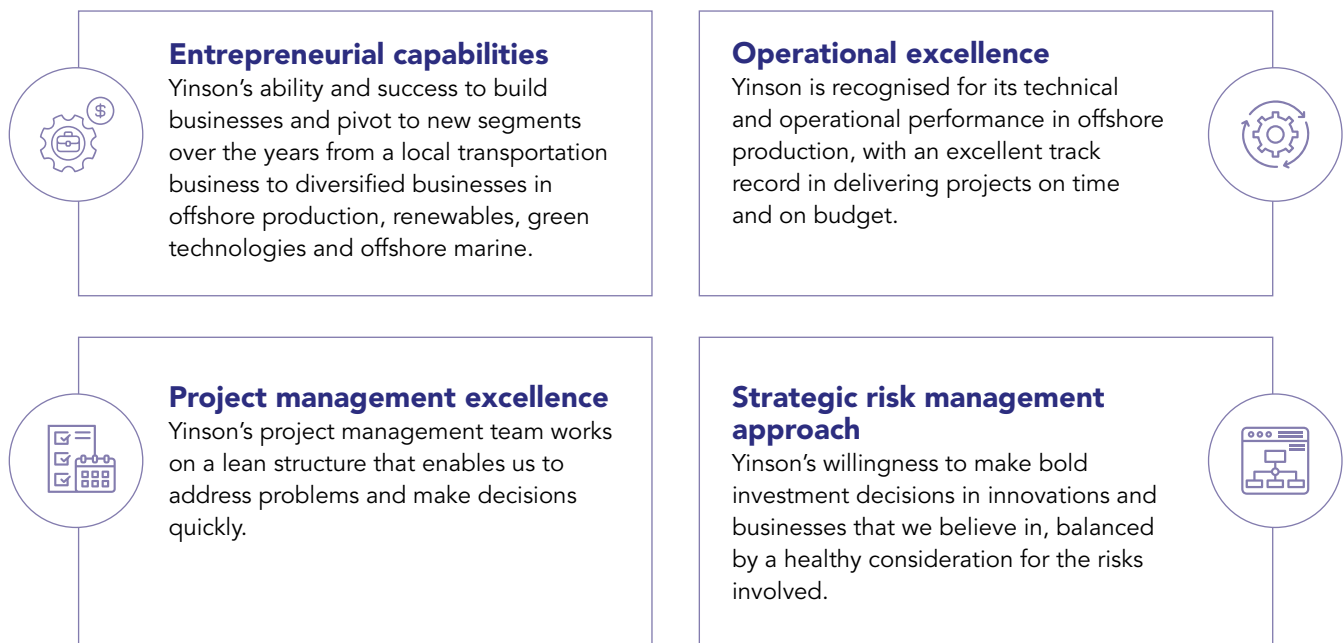 Entrepreneurial capabilities
Yinson’s ability and success to build
businesses and pivot to new segments
over the years from a local transportation
business to diversified businesses in
offshore production, renewables, green
technologies and offshore marine.
Operational excellence
Yinson is recognised for its technical
and operational performance in offshore
production, with an excellent track
record in delivering projects on time
and on budget.
Project management excellence
Yinson’s project management team works
on a lean structure that enables us to
address problems and make decisions
quickly.
Strategic risk management
approach
Yinson’s willingness to make bold
investment decisions in innovations and
businesses that we believe in, balanced
by a healthy consideration for the risks
involved.